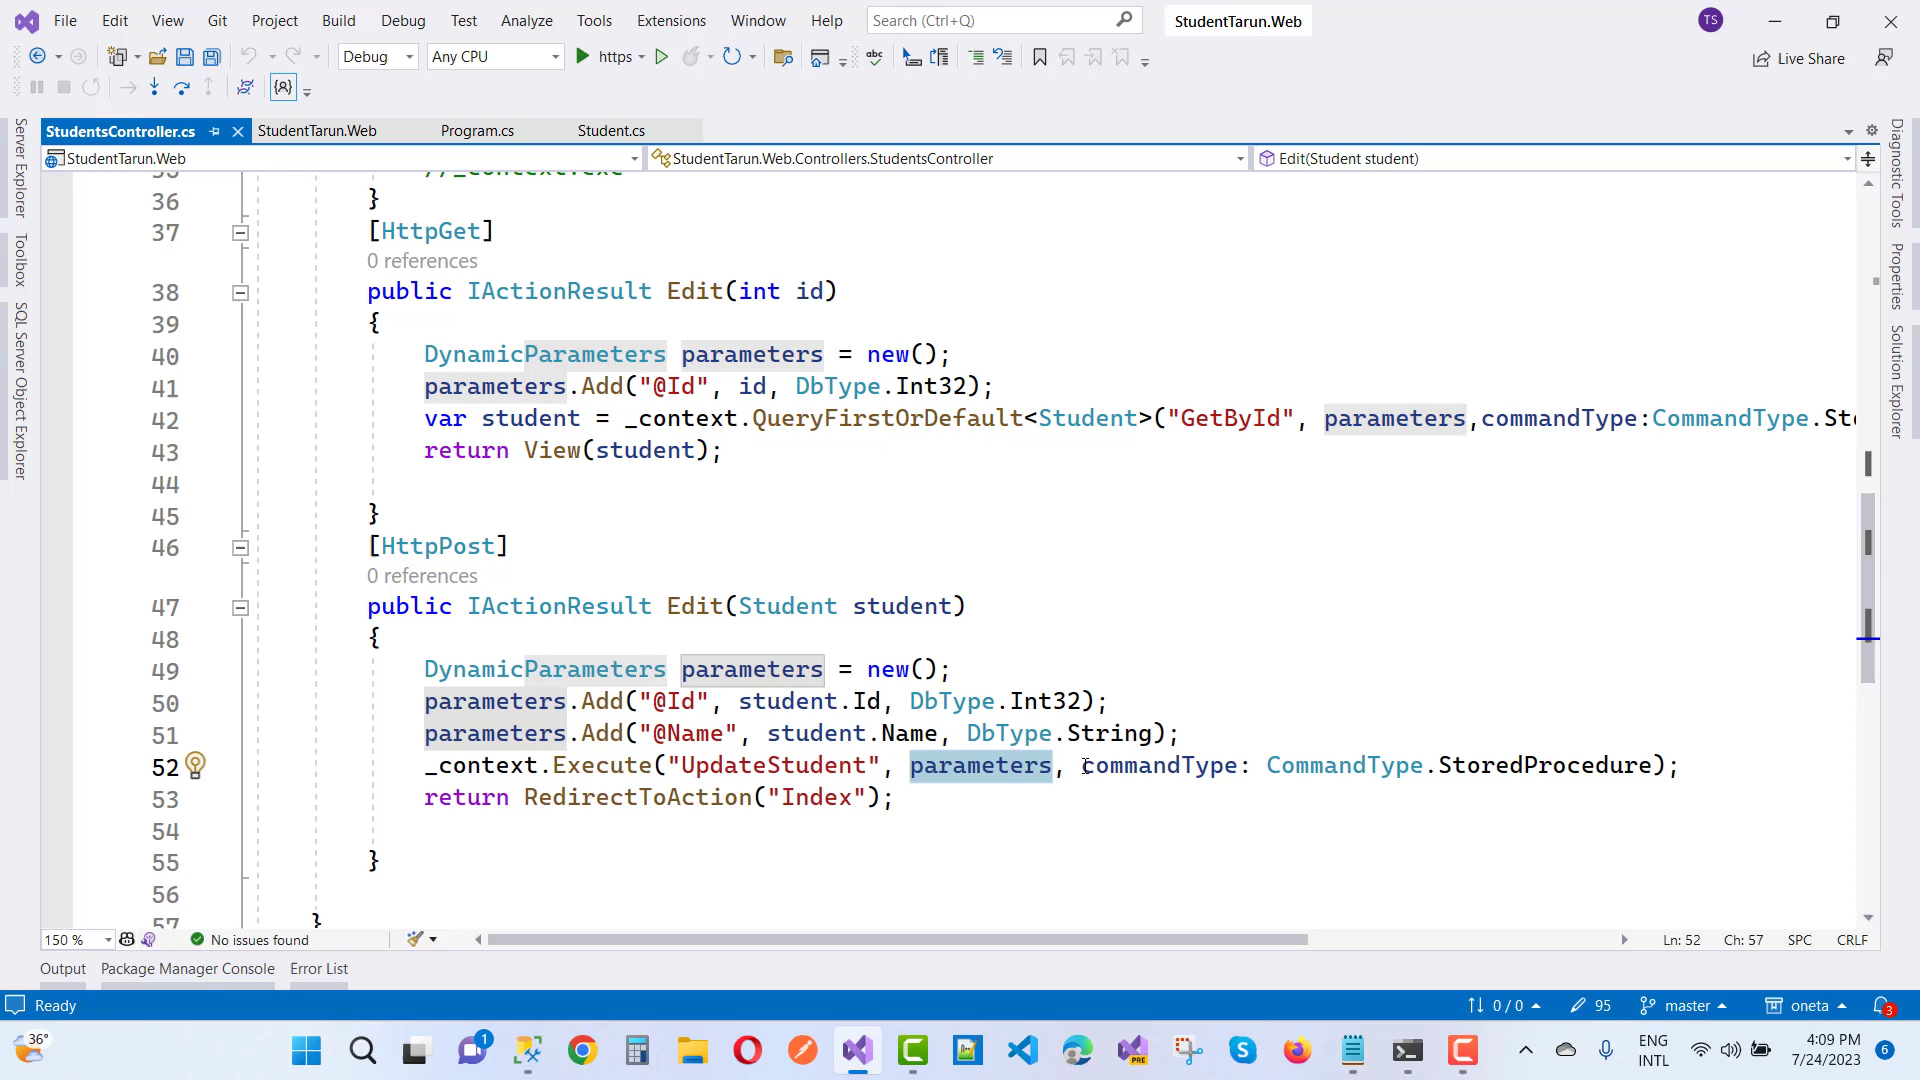 File Edit View Git Project Build Debug Test Analyze Tools Extensions Window Help Search (Ctrl+Q) StudentTarun.Web TS
Debug Any CPU https Live Share
StudentsController.cs StudentTarun.Web Program.cs Student.cs
StudentTarun.Web StudentTarun.Web.Controllers.StudentsController Edit(Student student)
Server Explorer
Toolbox
SQL Server Object Explorer
Diagnostic Tools
Properties
Solution Explorer
36 }
37 [HttpGet]
0 references
38 public IActionResult Edit(int id)
39 {
40 DynamicParameters parameters = new();
41 parameters.Add("@Id", id, DbType.Int32);
42 var student = _context.QueryFirstOrDefault<Student>("GetById", parameters,commandType:CommandType.Sto
43 return View(student);
44
45 }
46 [HttpPost]
0 references
47 public IActionResult Edit(Student student)
48 {
49 DynamicParameters parameters = new();
50 parameters.Add("@Id", student.Id, DbType.Int32);
51 parameters.Add("@Name", student.Name, DbType.String);
52 _context.Execute("UpdateStudent", parameters, commandType: CommandType.StoredProcedure);
53 return RedirectToAction("Index");
54
55 }
56
57 }
150 % No issues found Ln: 52 Ch: 57 SPC CRLF
Output Package Manager Console Error List
Ready 0 / 0 95 master oneta 3
36° 1 PRE ENG INTL 4:09 PM 7/24/2023 6